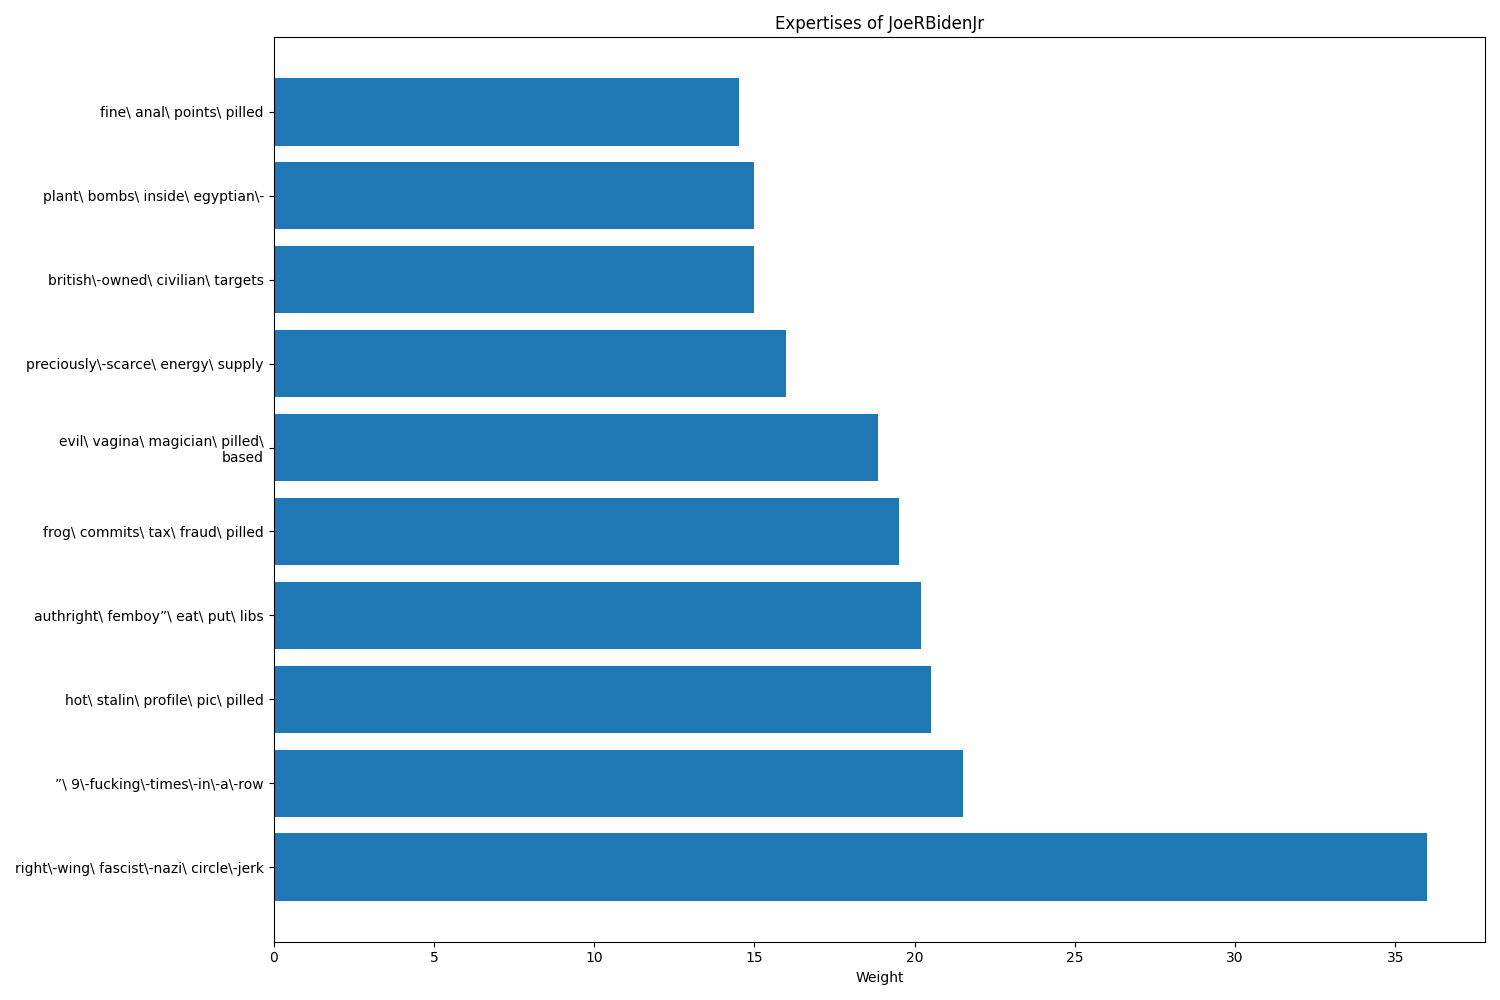 Expertises of JoeRBidenJr
fine\ anal\ points\ pilled
plant\ bombs\ inside\ egyptian\-
british\-owned\ civilian\ targets
preciously\-scarce\ energy\ supply
evil\ vagina\ magician\ pilled\
based
frog\ commits\ tax\ fraud\ pilled
authright\ femboy”\ eat\ put\ libs
hot\ stalin\ profile\ pic\ pilled
”\ 9\-fucking\-times\-in\-a\-row
right\-wing\ fascist\-nazi\ circle\-jerk
0 5 10 15 20 25 30 35
Weight